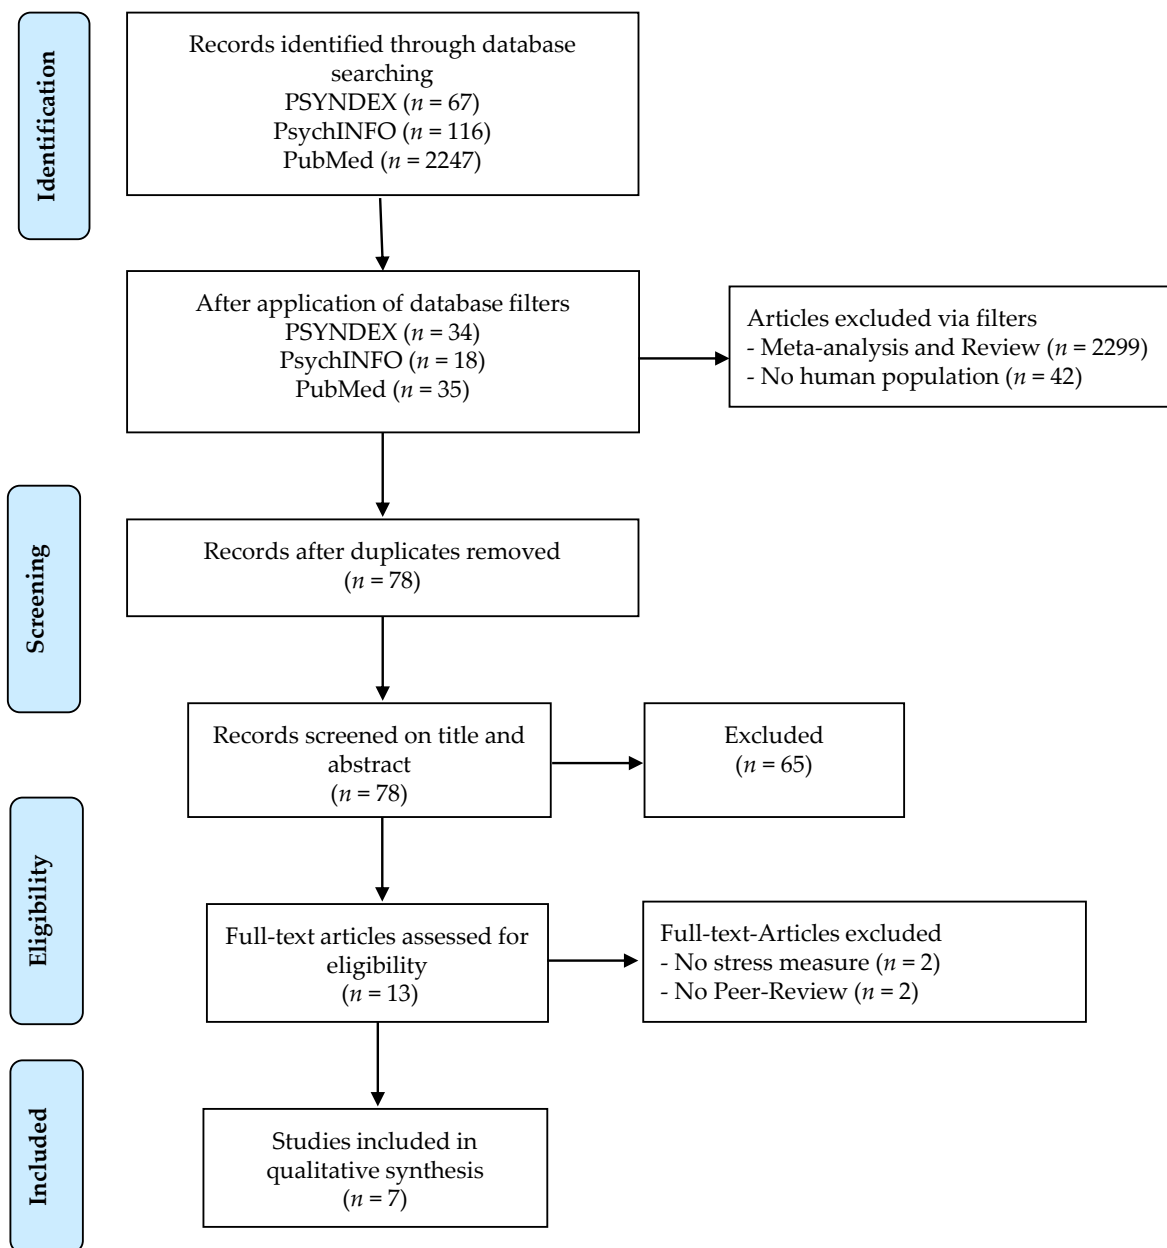 Identification
Records identified through database
searching
PSYNDEX (n = 67)
PsychINFO (n = 116)
PubMed (n = 2247)
After application of database filters
PSYNDEX (n = 34)
PsychINFO (n = 18)
PubMed (n = 35)
Articles excluded via filters
- Meta-analysis and Review (n = 2299)
- No human population (n = 42)
Screening
Records after duplicates removed
(n = 78)
Records screened on title and
abstract
(n = 78)
Excluded
(n = 65)
Eligibility
Full-text articles assessed for
eligibility
(n = 13)
Full-text-Articles excluded
- No stress measure (n = 2)
- No Peer-Review (n = 2)
Included
Studies included in
qualitative synthesis
(n = 7)